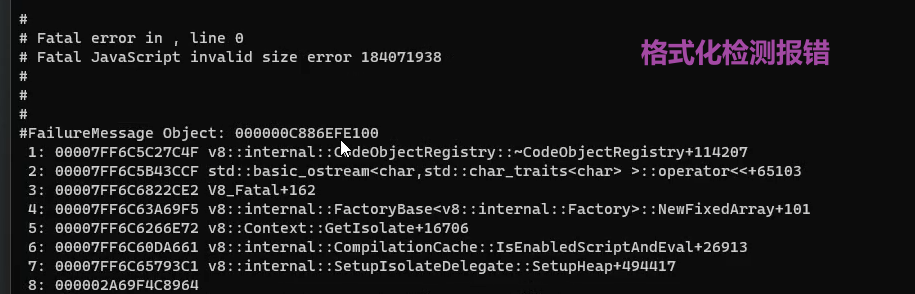 #
# Fatal error in , line 0
# Fatal JavaScript invalid size error 184071938
格式化检测报错
#
#
#
#FailureMessage Object: 000000C886EFE100
1: 00007FF6C5C27C4F v8::internal::CodeObjectRegistry::~CodeObjectRegistry+114207
2: 00007FF6C5B43CCF std::basic_ostream<char,std::char_traits<char> >::operator<<+65103
3: 00007FF6C6822CE2 V8_Fatal+162
4: 00007FF6C63A69F5 v8::internal::FactoryBase<v8::internal::Factory>::NewFixedArray+101
5: 00007FF6C6266E72 v8::Context::GetIsolate+16706
6: 00007FF6C60DA661 v8::internal::CompilationCache::IsEnabledScriptAndEval+26913
7: 00007FF6C65793C1 v8::internal::SetupIsolateDelegate::SetupHeap+494417
8: 000002A69F4C8964